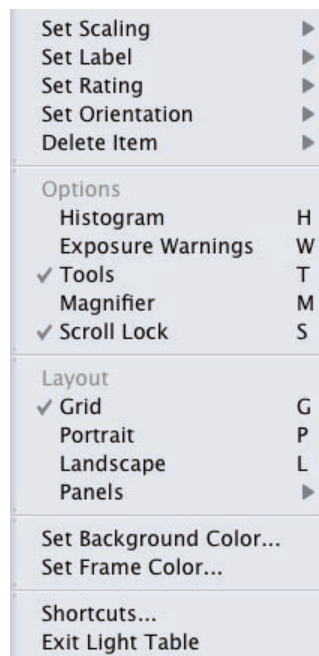 Set Scaling
Set Label
Set Rating
Set Orientation
Delete Item
Options
Histogram H
Exposure Warnings W
Tools T
Magnifier M
Scroll Lock S
Layout
Grid G
Portrait P
Landscape L
Panels
Set Background Color...
Set Frame Color...
Shortcuts...
Exit Light Table